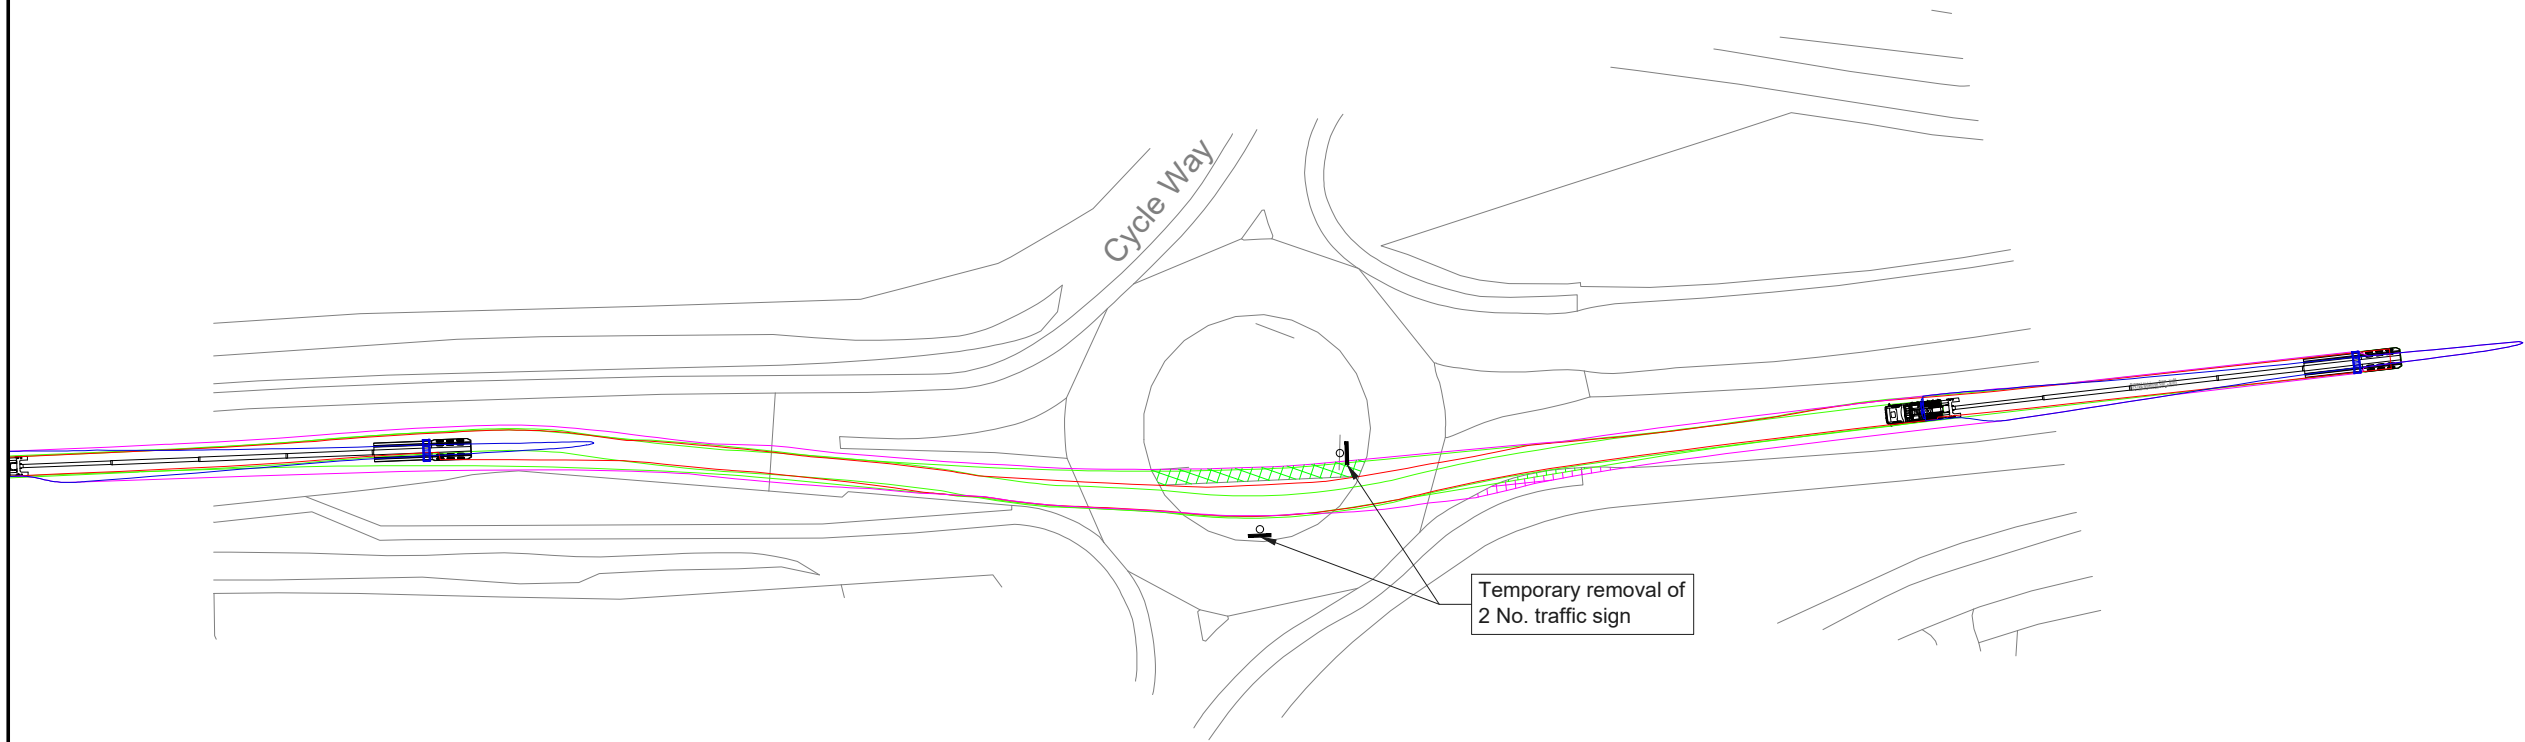 Cycle Way
Temporary removal of
2 No. traffic sign